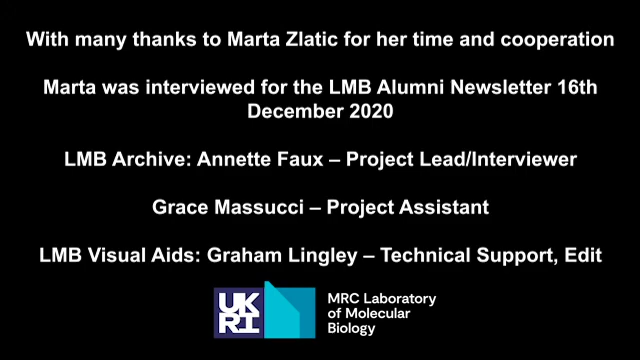 With many thanks to Marta Zlatic for her time and cooperation
Marta was interviewed for the LMB Alumni Newsletter 16th
December 2020
LMB Archive: Annette Faux – Project Lead/Interviewer
Grace Massucci – Project Assistant
LMB Visual Aids: Graham Lingley – Technical Support, Edit
UK
RI
MRC Laboratory
of Molecular
Biology